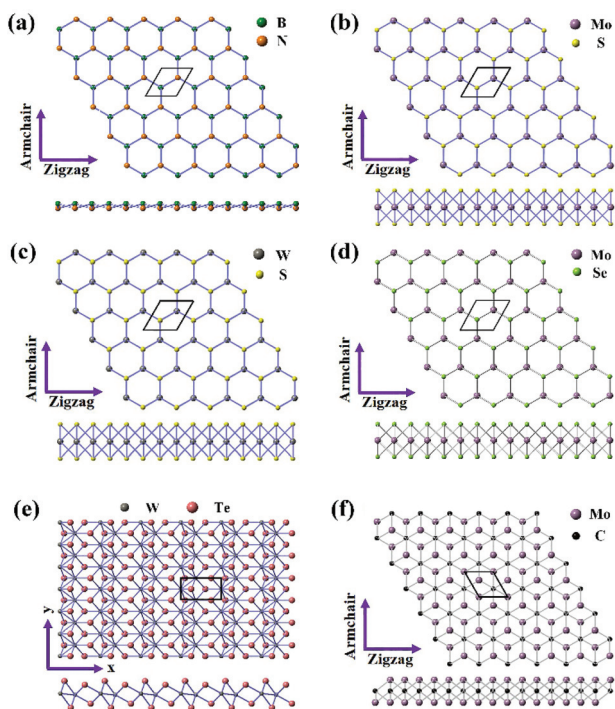 (a)
B
N
Armchair
Zigzag
(b)
Mo
S
Armchair
Zigzag
(c)
W
S
Armchair
Zigzag
(d)
Mo
Se
Armchair
Zigzag
(e)
W
Te
y
x
(f)
Mo
C
Armchair
Zigzag